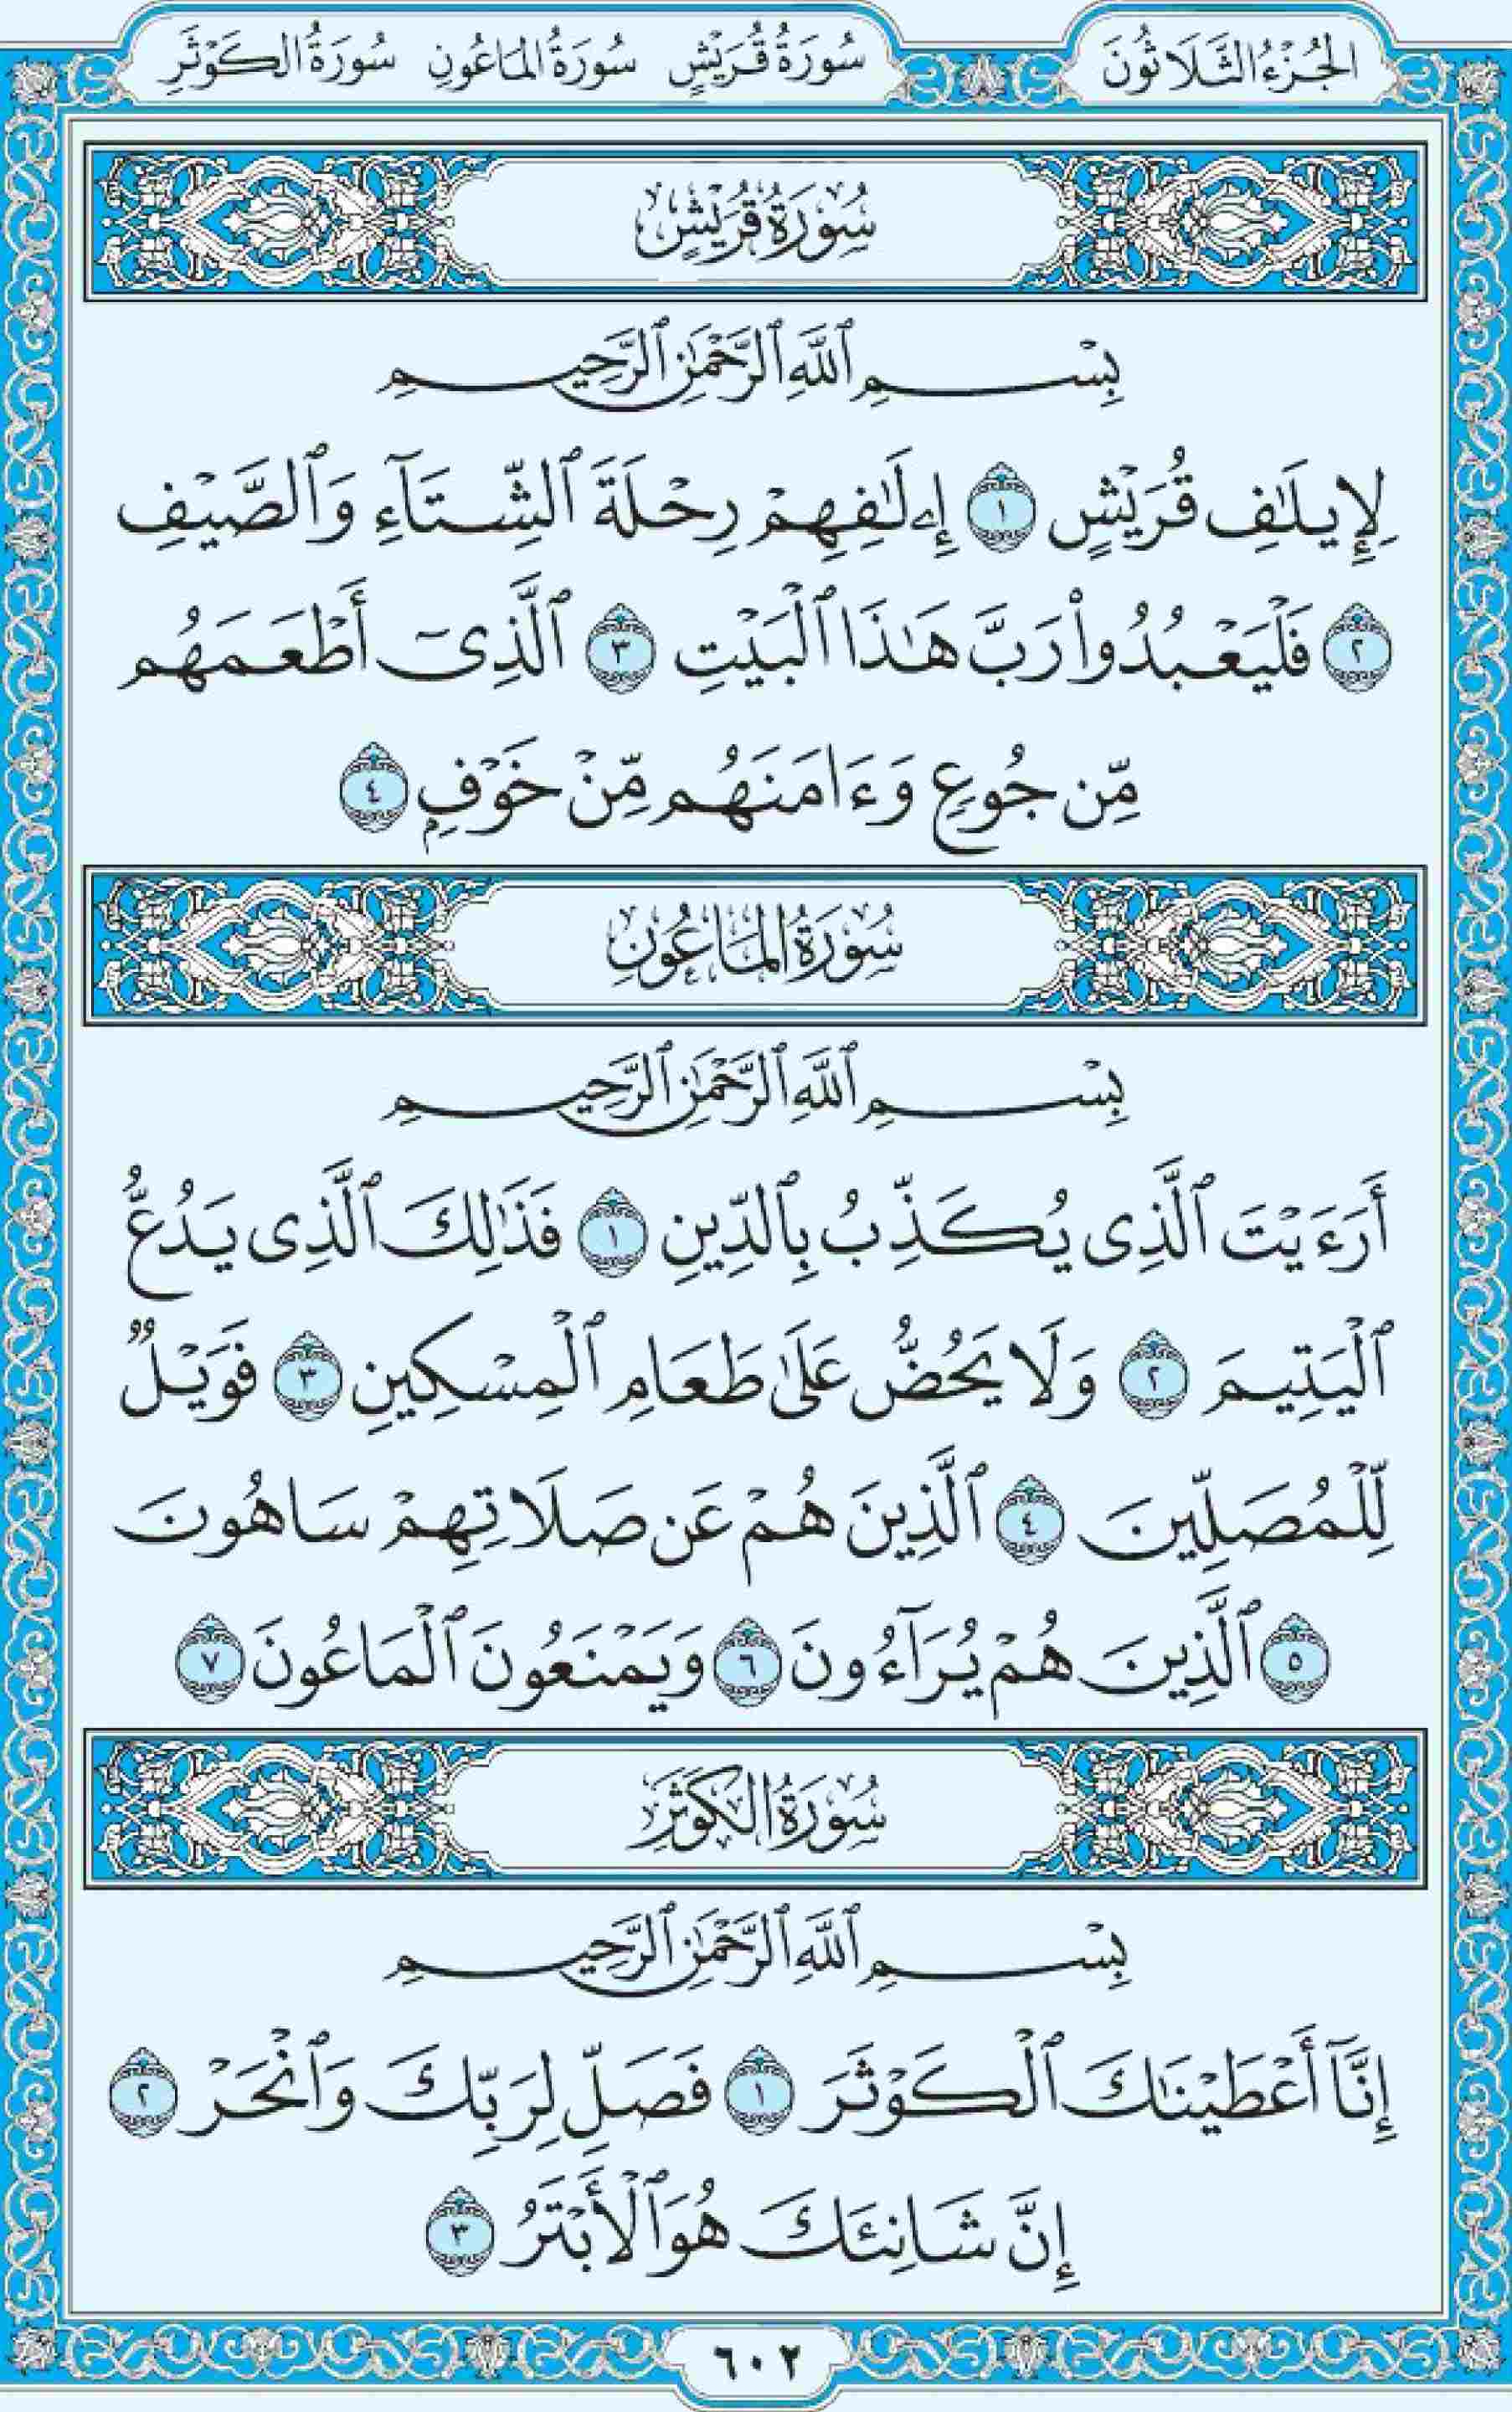 الجُزْءُ الثَّلَاثُونَ سُورَةُ قُرَيْشٍ سُورَةُ المَاعُونِ سُورَةُ الكَوْثَرِ
سُورَةُ قُرَيْشٍ
بِسْمِ ٱللَّهِ ٱلرَّحْمَٰنِ ٱلرَّحِيمِ
لِإِيلَٰفِ قُرَيْشٍ ١ إِۦلَٰفِهِمْ رِحْلَةَ ٱلشِّتَآءِ وَٱلصَّيْفِ
٢ فَلْيَعْبُدُوا۟ رَبَّ هَٰذَا ٱلْبَيْتِ ٣ ٱلَّذِىٓ أَطْعَمَهُم
مِّن جُوعٍ وَءَامَنَهُم مِّنْ خَوْفٍۭ ٤
سُورَةُ المَاعُونِ
بِسْمِ ٱللَّهِ ٱلرَّحْمَٰنِ ٱلرَّحِيمِ
أَرَءَيْتَ ٱلَّذِى يُكَذِّبُ بِٱلدِّينِ ١ فَذَٰلِكَ ٱلَّذِى يَدُعُّ
ٱلْيَتِيمَ ٢ وَلَا يَحُضُّ عَلَىٰ طَعَامِ ٱلْمِسْكِينِ ٣ فَوَيْلٌ
لِّلْمُصَلِّينَ ٤ ٱلَّذِينَ هُمْ عَن صَلَاتِهِمْ سَاهُونَ
٥ ٱلَّذِينَ هُمْ يُرَآءُونَ ٦ وَيَمْنَعُونَ ٱلْمَاعُونَ ٧
سُورَةُ الكَوْثَرِ
بِسْمِ ٱللَّهِ ٱلرَّحْمَٰنِ ٱلرَّحِيمِ
إِنَّآ أَعْطَيْنَٰكَ ٱلْكَوْثَرَ ١ فَصَلِّ لِرَبِّكَ وَٱنْحَرْ ٢
إِنَّ شَانِئَكَ هُوَ ٱلْأَبْتَرُ ٣
٦٠٢